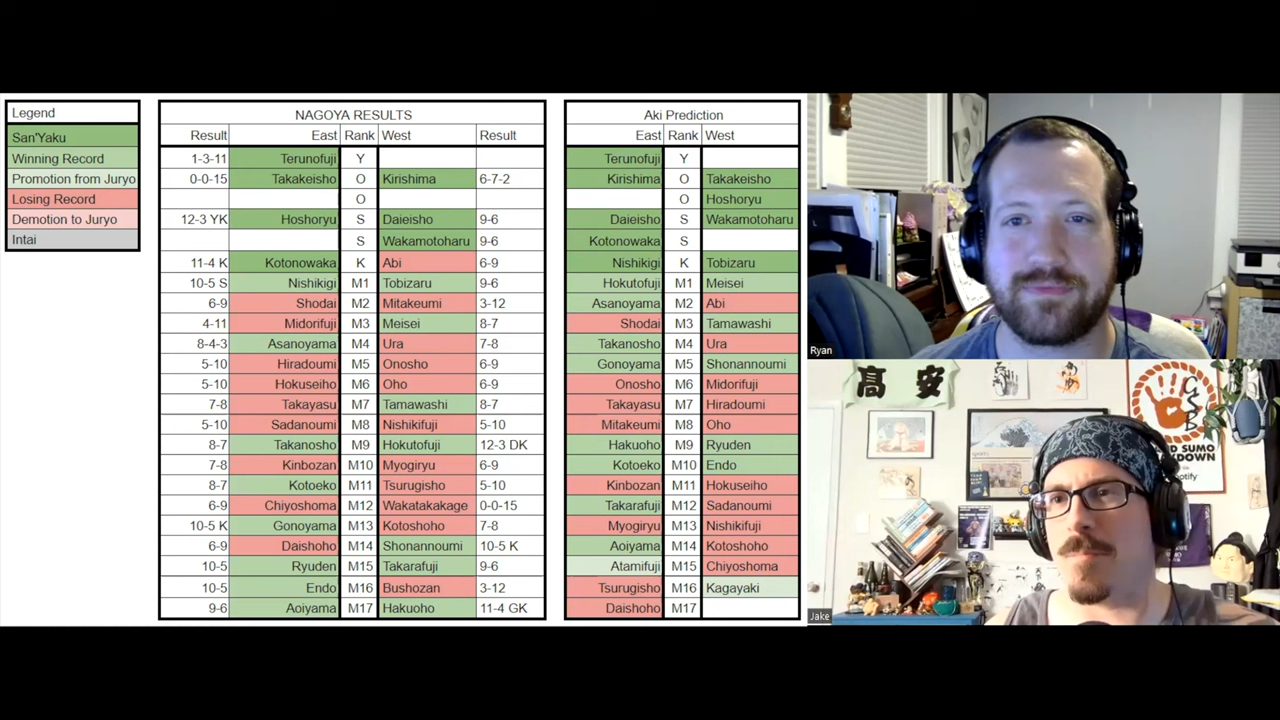 Legend
San'Yaku
Winning Record
Promotion from Juryo
Losing Record
Demotion to Juryo
Intai
NAGOYA RESULTS
Result East Rank West Result
1-3-11 Terunofuji Y
0-0-15 Takakeisho O Kirishima 6-7-2
O
12-3 YK Hoshoryu S Daieisho 9-6
S Wakamotoharu 9-6
11-4 K Kotonowaka K Abi 6-9
10-5 S Nishikigi M1 Tobizaru 9-6
6-9 Shodai M2 Mitakeumi 3-12
4-11 Midorifuji M3 Meisei 8-7
8-4-3 Asanoyama M4 Ura 7-8
5-10 Hiradoumi M5 Onosho 6-9
5-10 Hokuseiho M6 Oho 6-9
7-8 Takayasu M7 Tamawashi 8-7
5-10 Sadanoumi M8 Nishikifuji 5-10
8-7 Takanosho M9 Hokutofuji 12-3 DK
7-8 Kinbozan M10 Myogiryu 6-9
8-7 Kotoeko M11 Tsurugisho 5-10
6-9 Chiyoshoma M12 Wakatakakage 0-0-15
10-5 K Gonoyama M13 Kotoshoho 7-8
6-9 Daishoho M14 Shonannoumi 10-5 K
10-5 Ryuden M15 Takarafuji 9-6
10-5 Endo M16 Bushozan 3-12
9-6 Aoiyama M17 Hakuoho 11-4 GK
Aki Prediction
East Rank West
Terunofuji Y
Kirishima O Takakeisho
O Hoshoryu
Daieisho S Wakamotoharu
Kotonowaka S
Nishikigi K Tobizaru
Hokutofuji M1 Meisei
Asanoyama M2 Abi
Shodai M3 Tamawashi
Takanosho M4 Ura
Gonoyama M5 Shonannoumi
Onosho M6 Midorifuji
Takayasu M7 Hiradoumi
Mitakeumi M8 Oho
Hakuoho M9 Ryuden
Kotoeko M10 Endo
Kinbozan M11 Hokuseiho
Takarafuji M12 Sadanoumi
Myogiryu M13 Nishikifuji
Aoiyama M14 Kotoshoho
Atamifuji M15 Chiyoshoma
Tsurugisho M16 Kagayaki
Daishoho M17
Ryan
高安
SUMO
Jake